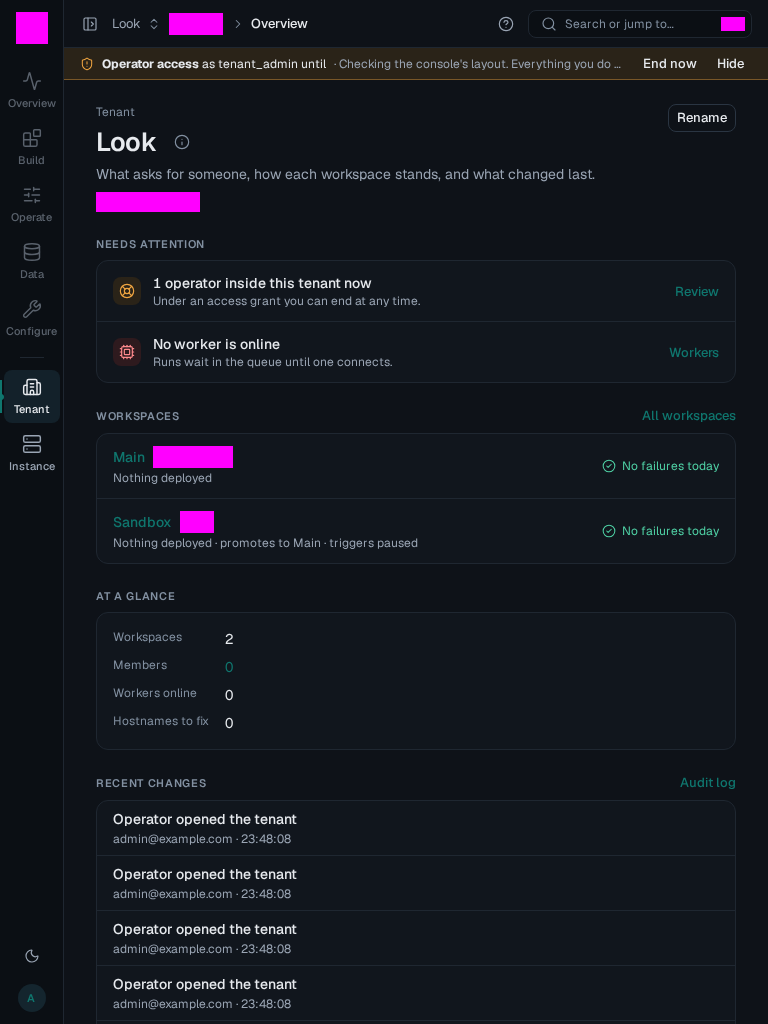 Look
Overview
Search or jump to…
Operator access as tenant_admin until · Checking the console's layout. Everything you do …
End now
Hide
Overview
Build
Operate
Data
Configure
Tenant
Instance
A
Tenant
Look
Rename
What asks for someone, how each workspace stands, and what changed last.
NEEDS ATTENTION
1 operator inside this tenant now
Under an access grant you can end at any time.
Review
No worker is online
Runs wait in the queue until one connects.
Workers
WORKSPACES
All workspaces
Main
Nothing deployed
No failures today
Sandbox
Nothing deployed · promotes to Main · triggers paused
No failures today
AT A GLANCE
Workspaces 2
Members 0
Workers online 0
Hostnames to fix 0
RECENT CHANGES
Audit log
Operator opened the tenant
admin@example.com · 23:48:08
Operator opened the tenant
admin@example.com · 23:48:08
Operator opened the tenant
admin@example.com · 23:48:08
Operator opened the tenant
admin@example.com · 23:48:08